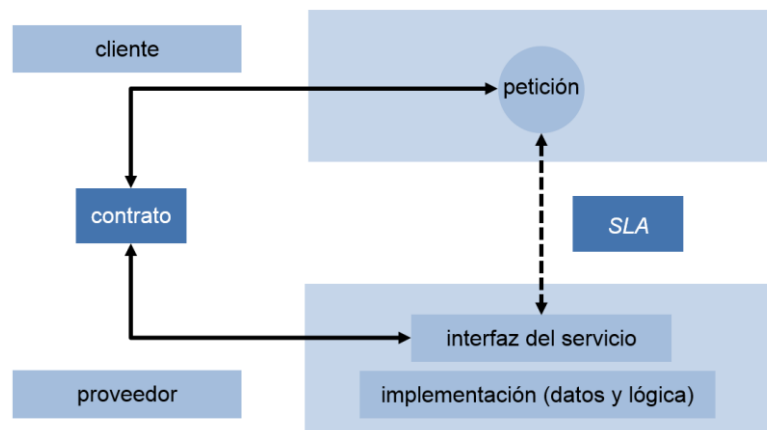 cliente
petición
contrato
SLA
interfaz del servicio
proveedor
implementación (datos y lógica)